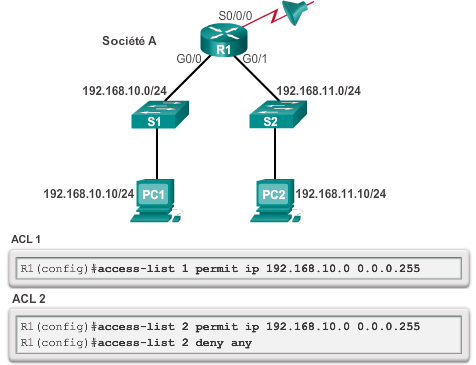 S0/0/0
Société A
R1
G0/0
G0/1
192.168.10.0/24
192.168.11.0/24
S1
S2
192.168.10.10/24
PC1
PC2
192.168.11.10/24
ACL 1
R1(config)#access-list 1 permit ip 192.168.10.0 0.0.0.255
ACL 2
R1(config)#access-list 2 permit ip 192.168.10.0 0.0.0.255
R1(config)#access-list 2 deny any